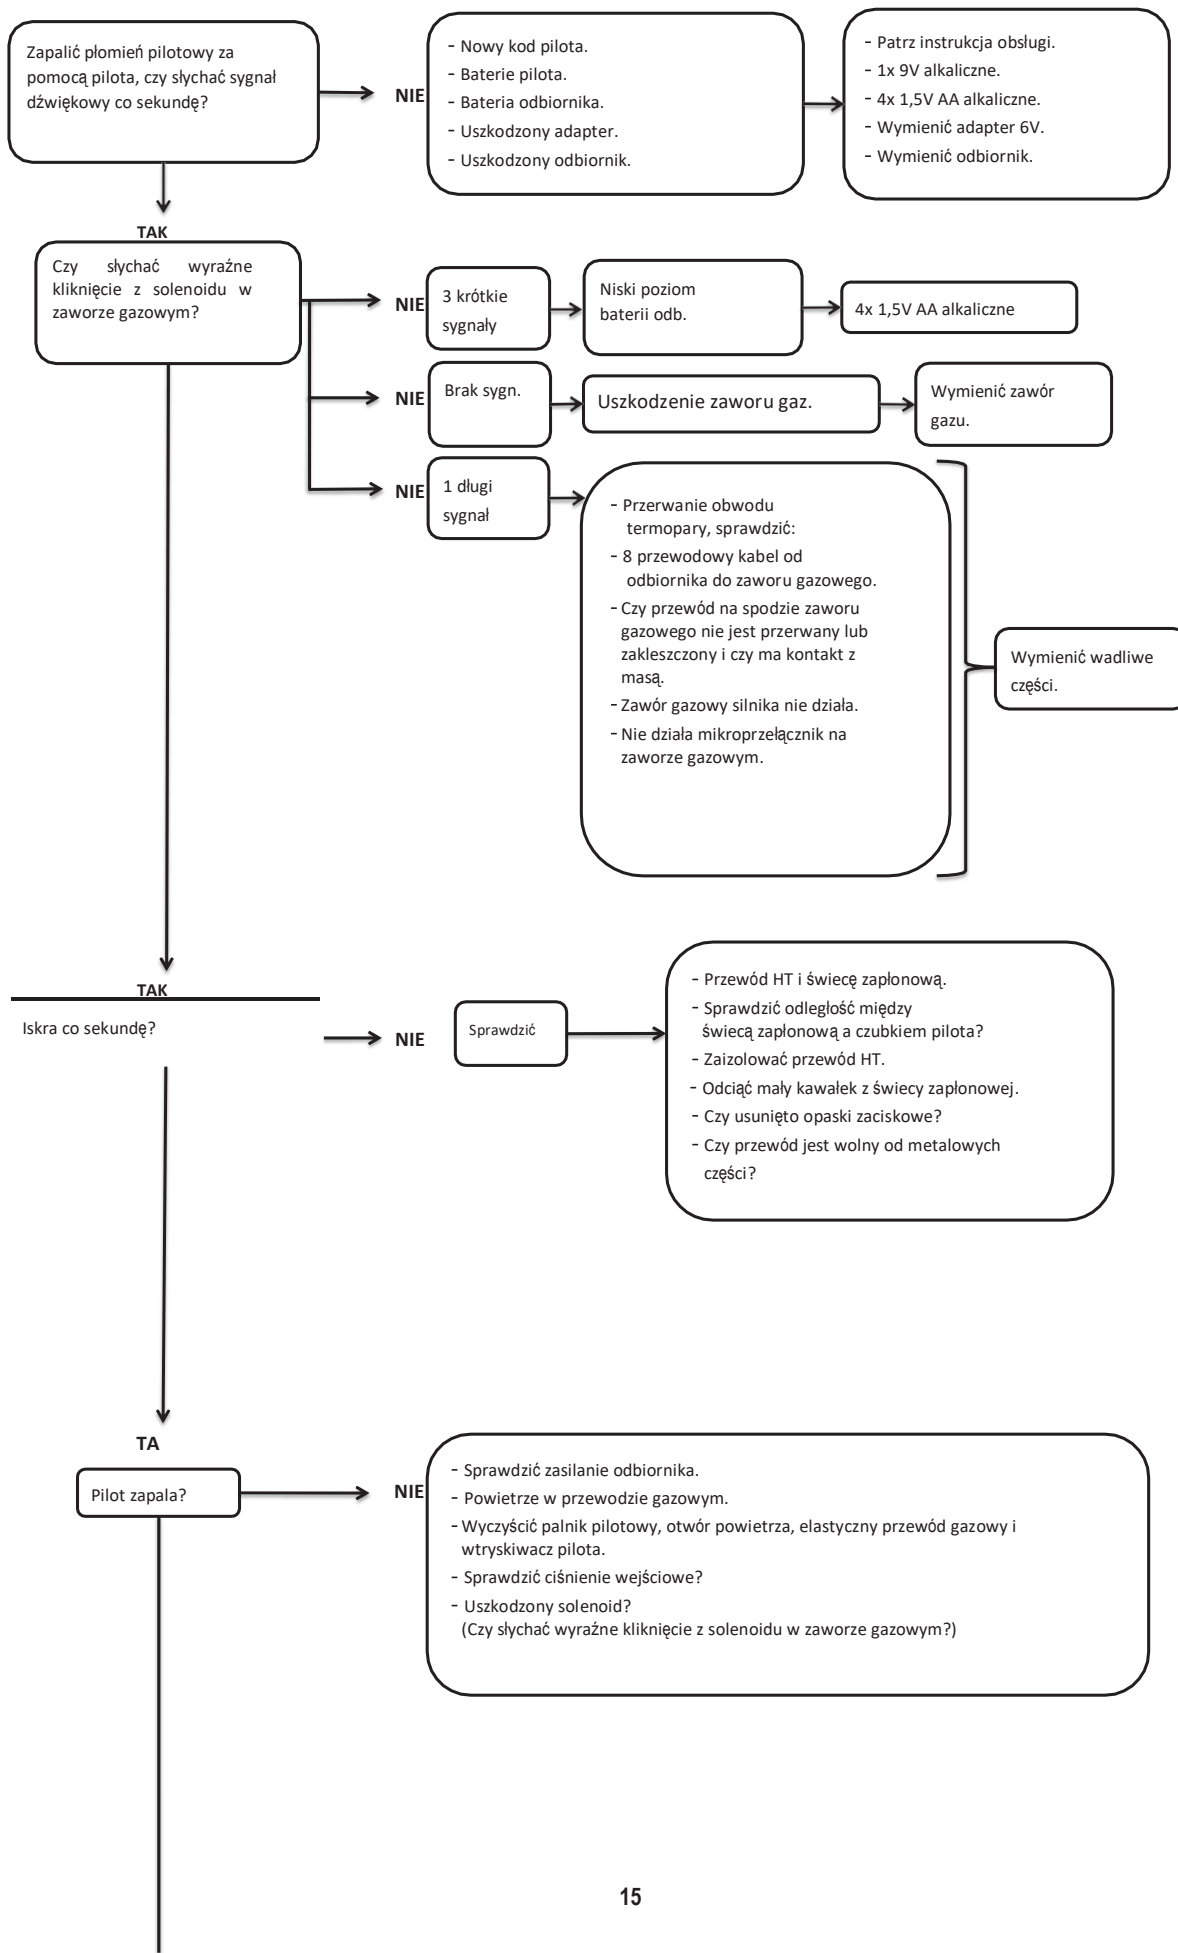 Zapalić płomień pilotowy za
pomocą pilota, czy słychać sygnał
dźwiękowy co sekundę?
NIE
- Nowy kod pilota.
- Baterie pilota.
- Bateria odbiornika.
- Uszkodzony adapter.
- Uszkodzony odbiornik.
- Patrz instrukcja obsługi.
- 1x 9V alkaliczne.
- 4x 1,5V AA alkaliczne.
- Wymienić adapter 6V.
- Wymienić odbiornik.
TAK
Czy słychać wyraźne
kliknięcie z solenoidu w
zaworze gazowym?
NIE
3 krótkie
sygnały
Niski poziom
baterii odb.
4x 1,5V AA alkaliczne
NIE
Brak sygn.
Uszkodzenie zaworu gaz.
Wymienić zawór
gazu.
NIE
1 długi
sygnał
- Przerwanie obwodu
termopary, sprawdzić:
- 8 przewodowy kabel od
odbiornika do zaworu gazowego.
- Czy przewód na spodzie zaworu
gazowego nie jest przerwany lub
zakleszczony i czy ma kontakt z
masą.
- Zawór gazowy silnika nie działa.
- Nie działa mikroprzełącznik na
zaworze gazowym.
Wymienić wadliwe
części.
TAK
Iskra co sekundę?
NIE
Sprawdzić
- Przewód HT i świecę zapłonową.
- Sprawdzić odległość między
świecą zapłonową a czubkiem pilota?
- Zaizolować przewód HT.
- Odciąć mały kawałek z świecy zapłonowej.
- Czy usunięto opaski zaciskowe?
- Czy przewód jest wolny od metalowych
części?
TA
Pilot zapala?
NIE
- Sprawdzić zasilanie odbiornika.
- Powietrze w przewodzie gazowym.
- Wyczyścić palnik pilotowy, otwór powietrza, elastyczny przewód gazowy i
wtryskiwacz pilota.
- Sprawdzić ciśnienie wejściowe?
- Uszkodzony solenoid?
(Czy słychać wyraźne kliknięcie z solenoidu w zaworze gazowym?)
15